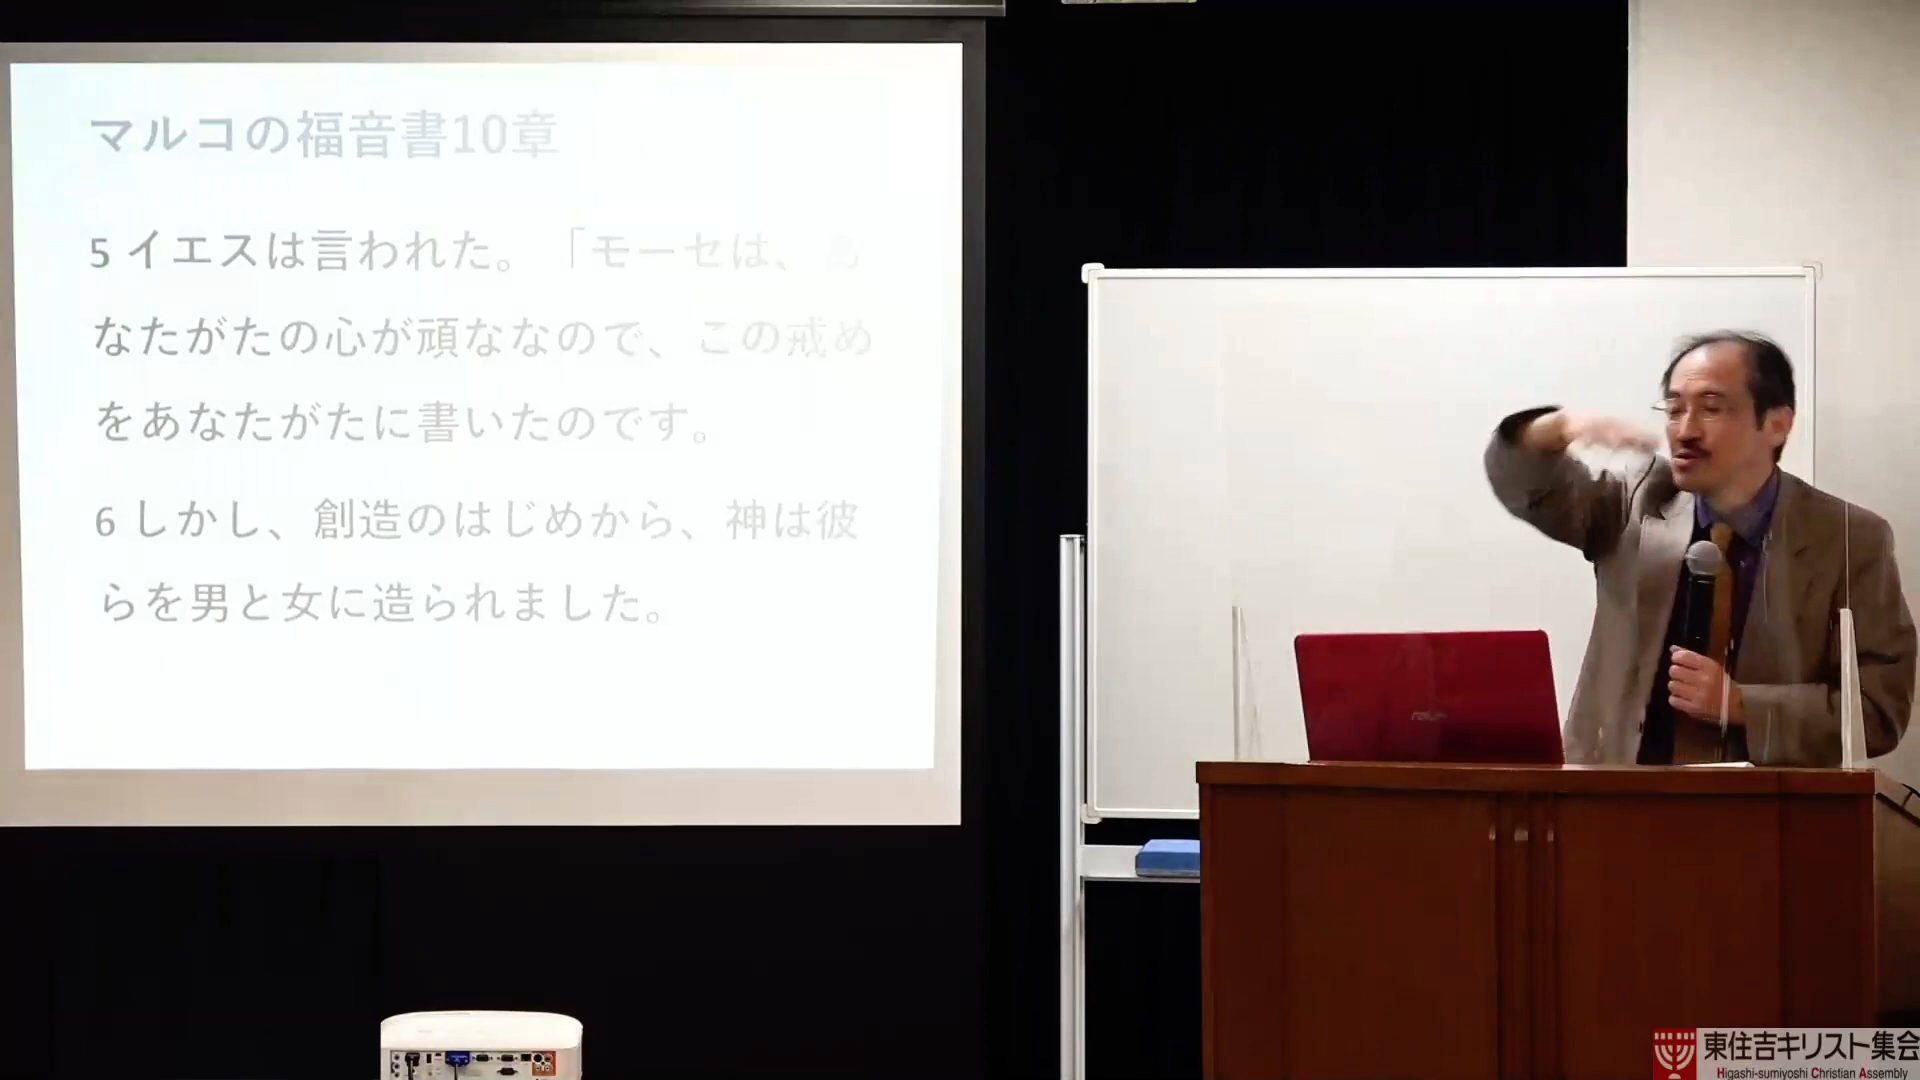 マルコの福音書10章
5 イエスは言われた。「モーセは、あ
なたがたの心が頑ななので、この戒め
をあなたがたに書いたのです。
6 しかし、創造のはじめから、神は彼
らを男と女に造られました。
ASUS
東住吉キリスト集会
Higashi-sumiyoshi Christian Assembly